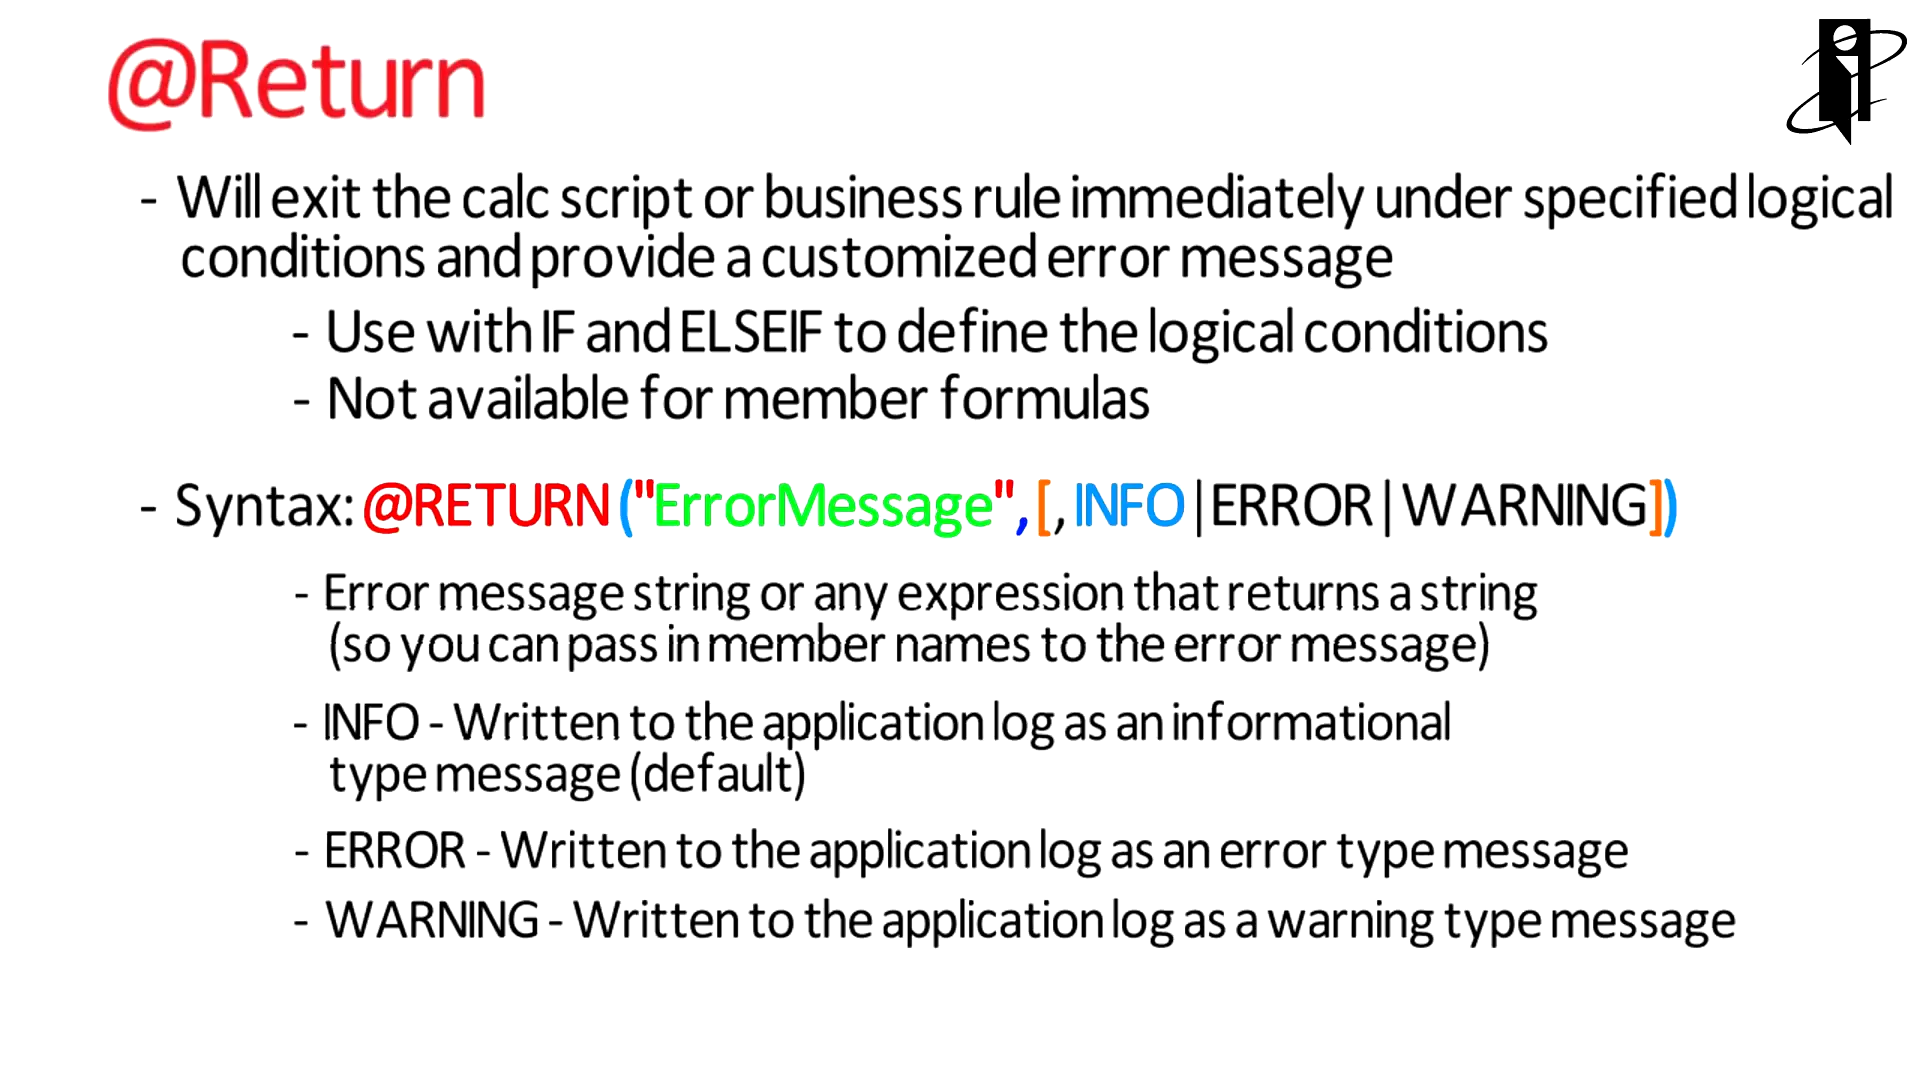 @Return
- Will exit the calc script or business rule immediately under specified logical
conditions and provide a customized error message
- Use with IF and ELSEIF to define the logical conditions
- Not available for member formulas
- Syntax: @RETURN ("ErrorMessage", [, INFO|ERROR|WARNING])
- Error message string or any expression that returns a string
(so you can pass in member names to the error message)
- INFO - Written to the application log as an informational
type message (default)
- ERROR - Written to the application log as an error type message
- WARNING - Written to the application log as a warning type message